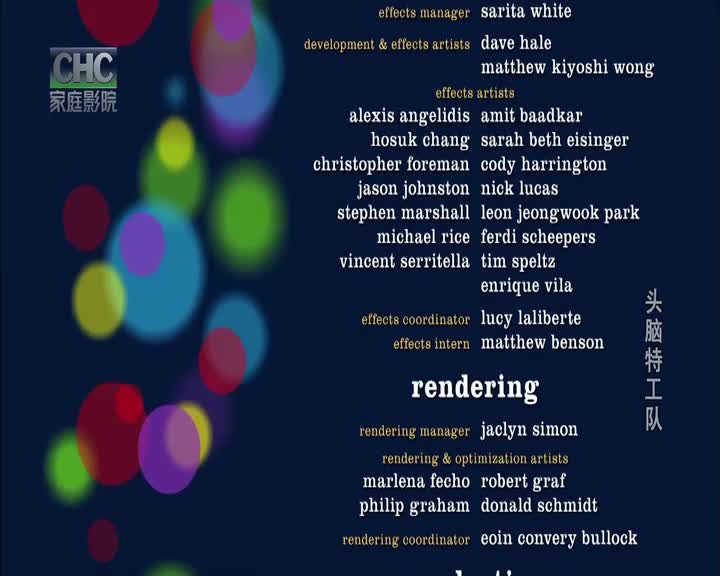 CHC
家庭影院
effects manager sarita white
development & effects artists dave hale
matthew kiyoshi wong
effects artists
alexis angelidis amit baadkar
hosuk chang sarah beth eisinger
christopher foreman cody harrington
jason johnston nick lucas
stephen marshall leon jeongwook park
michael rice ferdi scheepers
vincent serritella tim speltz
enrique vila
effects coordinator lucy laliberte
effects intern matthew benson
头脑特工队
rendering
rendering manager jaclyn simon
rendering & optimization artists
marlena fecho robert graf
philip graham donald schmidt
rendering coordinator eoin convery bullock